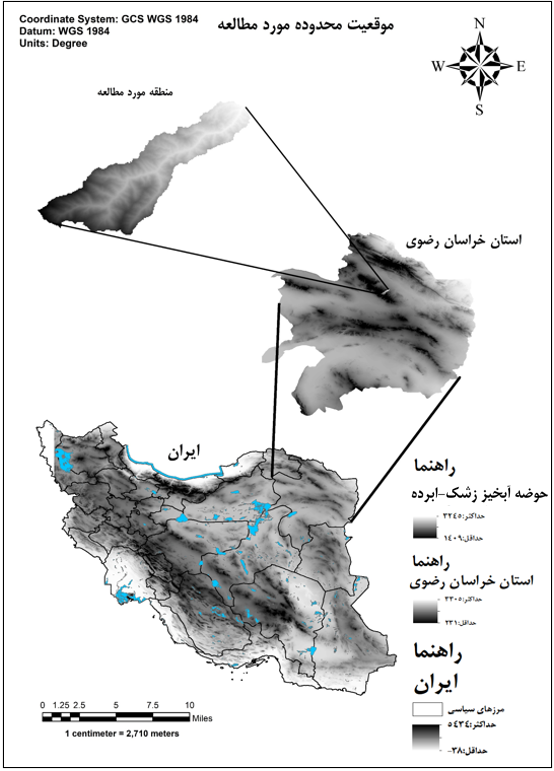 Coordinate System: GCS WGS 1984
Datum: WGS 1984
Units: Degree
موقعیت محدوده مورد مطالعه
N
W
E
S
منطقه مورد مطالعه
استان خراسان رضوی
ایران
راهنما
حوضه آبخیز زشک-ابرده
حداکثر:۳۲۴۵
حداقل:۱۴۰۹
راهنما
استان خراسان رضوی
حداکثر:۳۳۰۵
حداقل:۲۳۱
راهنما
ایران
مرزهای سیاسی
حداکثر:۵۴۳۴
حداقل:۳۸-
0 1.25 2.5 5 7.5 10
Miles
1 centimeter = 2,710 meters